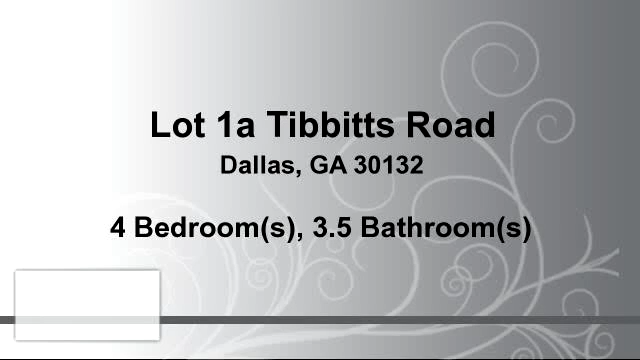 Lot 1a Tibbitts Road
Dallas, GA 30132
4 Bedroom(s), 3.5 Bathroom(s)